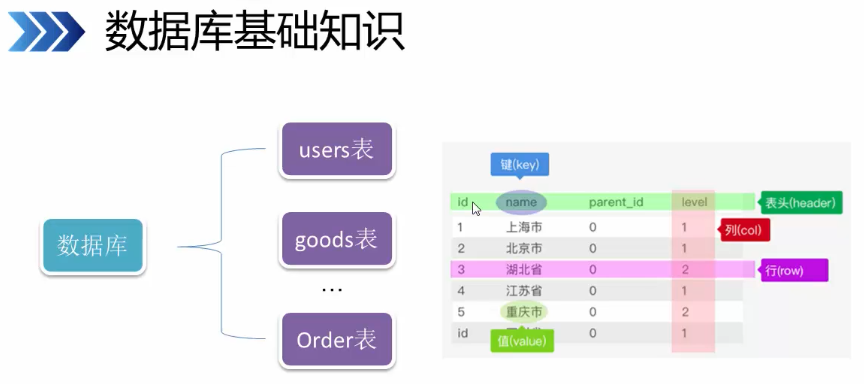 数据库基础知识
数据库
users表
goods表
...
Order表
键(key)
id name parent_id level
表头(header)
1 上海市 0 1
列(col)
2 北京市 0 1
3 湖北省 0 2
行(row)
4 江苏省 0 1
5 重庆市 0 2
id 0 1
值(value)